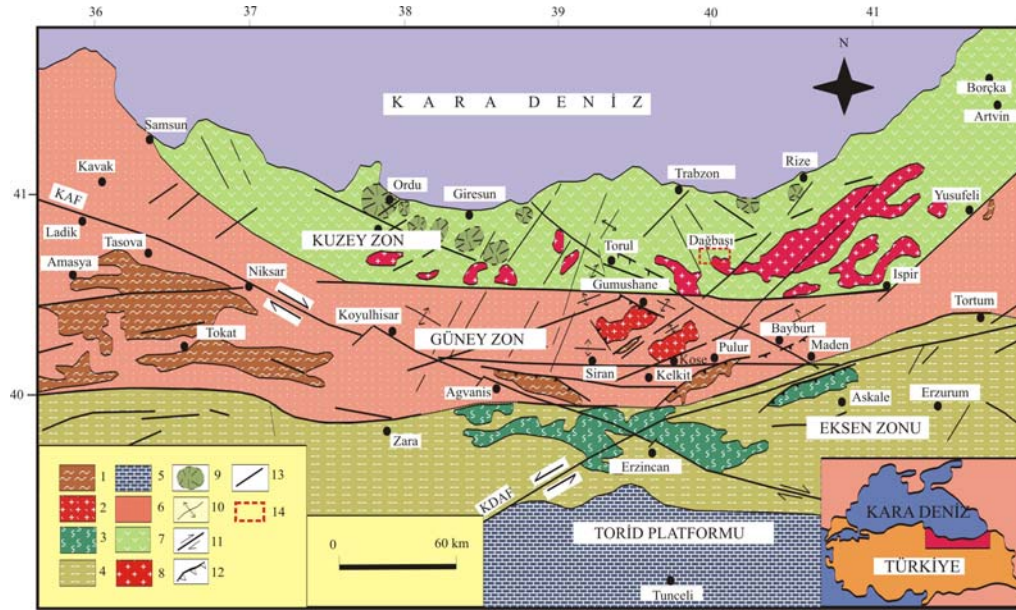 36 37 38 39 40 41
N
K A R A D E N İ Z
Borçka
Artvin
Samsun
Kavak
Rize
41
Ordu
Trabzon
KAF
Giresun
Yusufeli
Ladik
KUZEY ZON
Tasova
Torul
Dağbaşı
Amasya
Niksar
Gumushane
Ispir
Tortum
Koyulhisar
Tokat
GÜNEY ZON
Bayburt
Pulur
Maden
Siran
Kose
Kelkit
40
Agvanis
Askale
Erzurum
Zara
EKSEN ZONU
Erzincan
KDAF
TORİD PLATFORMU
Tunceli
1 5 9 13
2 6 10 14
3 7 11
4 8 12
0 60 km
KARA DENİZ
TÜRKİYE